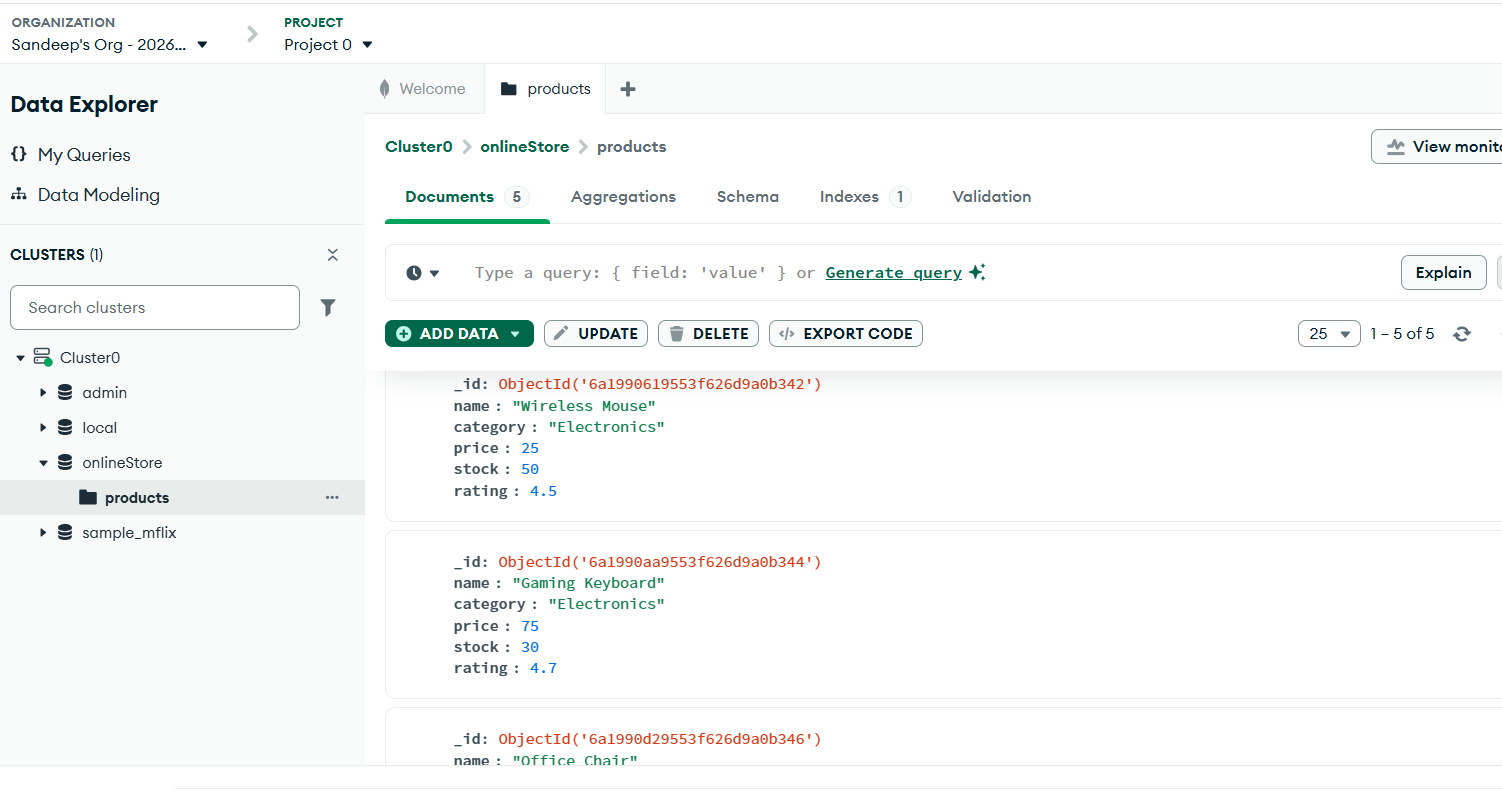 ORGANIZATION
Sandeep's Org - 2026...
PROJECT
Project 0
Data Explorer
My Queries
Data Modeling
CLUSTERS (1)
Search clusters
Cluster0
admin
local
onlineStore
products
sample_mflix
Welcome
products
Cluster0 > onlineStore > products
View monito
Documents 5
Aggregations
Schema
Indexes 1
Validation
Type a query: { field: 'value' } or Generate query
Explain
ADD DATA
UPDATE
DELETE
EXPORT CODE
25
1 – 5 of 5
_id: ObjectId('6a1990619553f626d9a0b342')
name : "Wireless Mouse"
category : "Electronics"
price : 25
stock : 50
rating : 4.5
_id: ObjectId('6a1990aa9553f626d9a0b344')
name : "Gaming Keyboard"
category : "Electronics"
price : 75
stock : 30
rating : 4.7
_id: ObjectId('6a1990d29553f626d9a0b346')
name : "Office Chair"